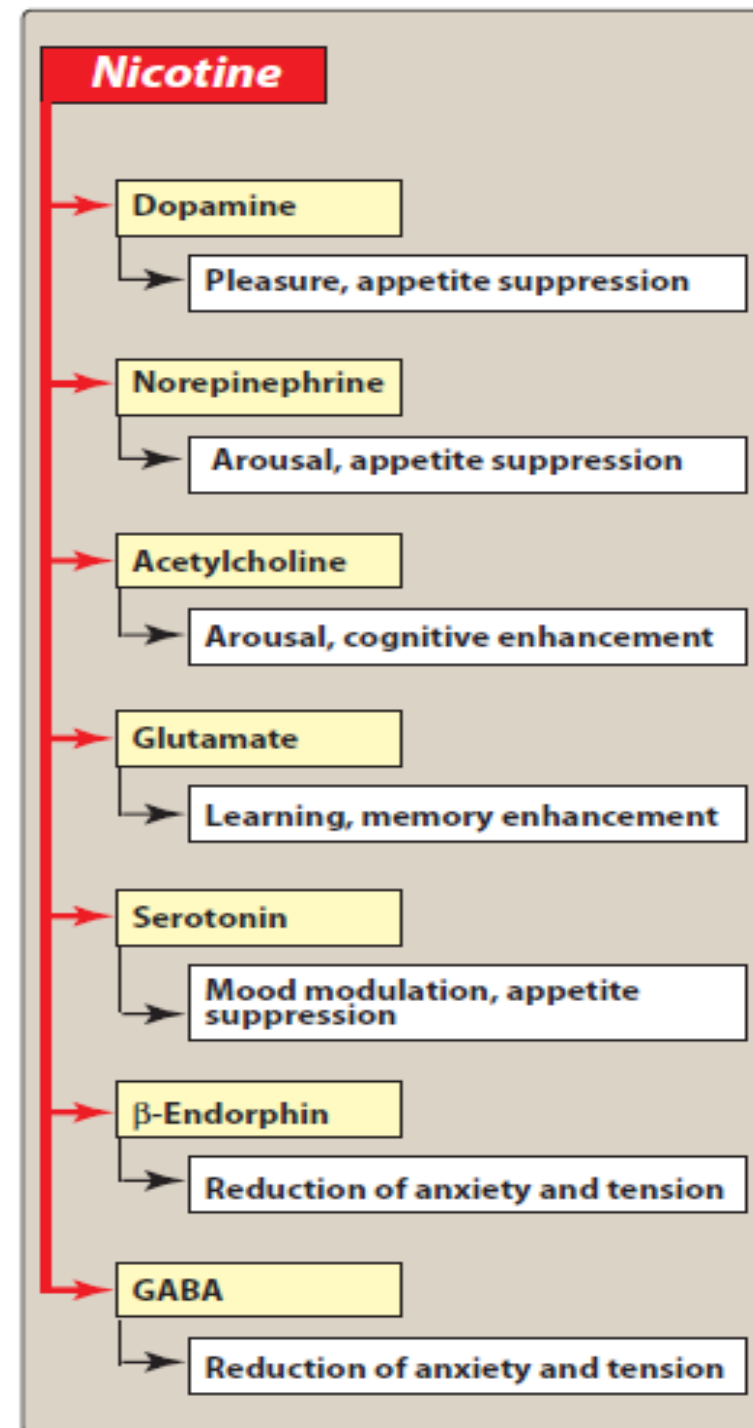 Nicotine
Dopamine
Pleasure, appetite suppression
Norepinephrine
Arousal, appetite suppression
Acetylcholine
Arousal, cognitive enhancement
Glutamate
Learning, memory enhancement
Serotonin
Mood modulation, appetite
suppression
β-Endorphin
Reduction of anxiety and tension
GABA
Reduction of anxiety and tension